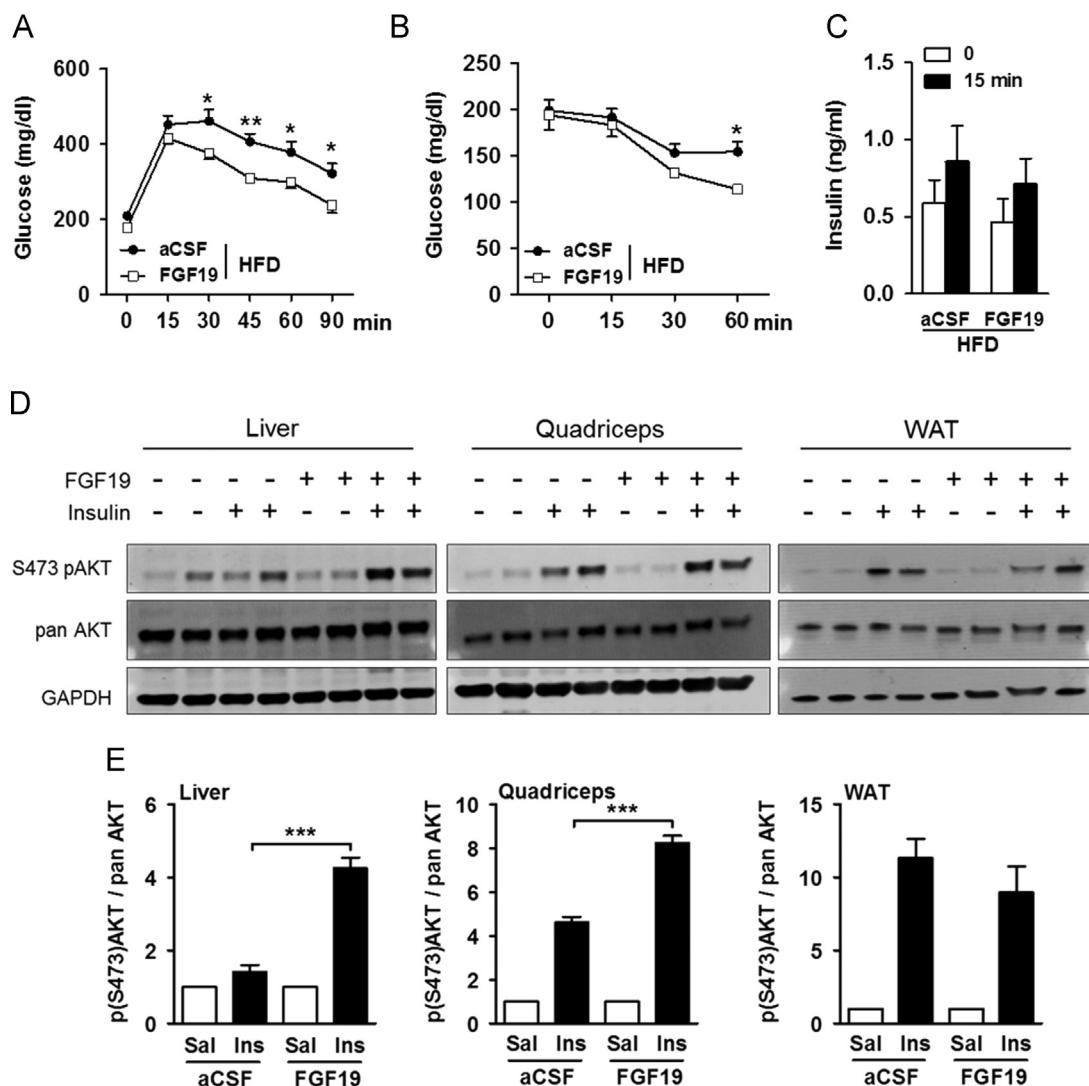 A
Glucose (mg/dl)
600
400
200
0
* ** * *
aCSF
FGF19
HFD
0 15 30 45 60 90 min
B
Glucose (mg/dl)
250
200
150
100
50
0
*
aCSF
FGF19
HFD
0 15 30 60 min
C
0
15 min
Insulin (ng/ml)
1.5
1.0
0.5
0.0
aCSF FGF19
HFD
D
Liver Quadriceps WAT
FGF19 - - - - + + + + - - - - + + + + - - - - + + + +
Insulin - - + + - - + + - - + + - - + + - - + + - - + +
S473 pAKT
pan AKT
GAPDH
E
Liver
p(S473)AKT / pan AKT
6
4
2
0
***
Sal Ins Sal Ins
aCSF FGF19
Quadriceps
p(S473)AKT / pan AKT
10
8
6
4
2
0
***
Sal Ins Sal Ins
aCSF FGF19
WAT
p(S473)AKT / pan AKT
15
10
5
0
Sal Ins Sal Ins
aCSF FGF19